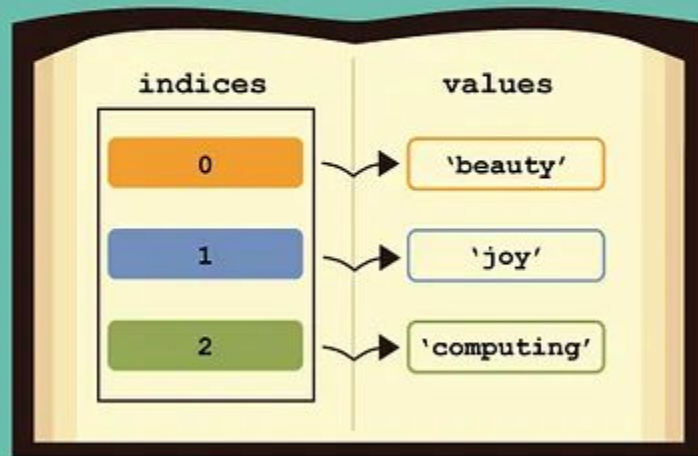 indices values
0 ‘beauty’
1 ‘joy’
2 ‘computing’